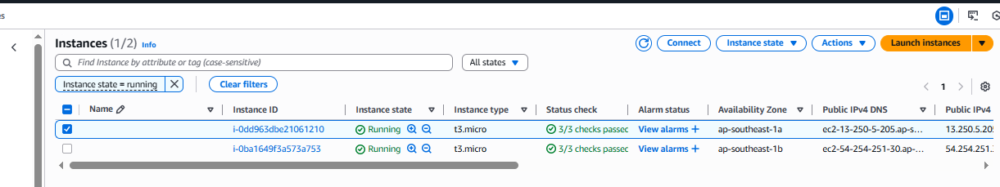 es
Instances (1/2) Info Connect Instance state Actions Launch instances
Find Instance by attribute or tag (case-sensitive) All states
Instance state = running Clear filters 1
Name Instance ID Instance state Instance type Status check Alarm status Availability Zone Public IPv4 DNS Public IPv4
i-0dd963dbe21061210 Running t3.micro 3/3 checks passed View alarms + ap-southeast-1a ec2-13-250-5-205.ap-s... 13.250.5.205
i-0ba1649f3a573a753 Running t3.micro 3/3 checks passed View alarms + ap-southeast-1b ec2-54-254-251-30.ap-... 54.254.251.